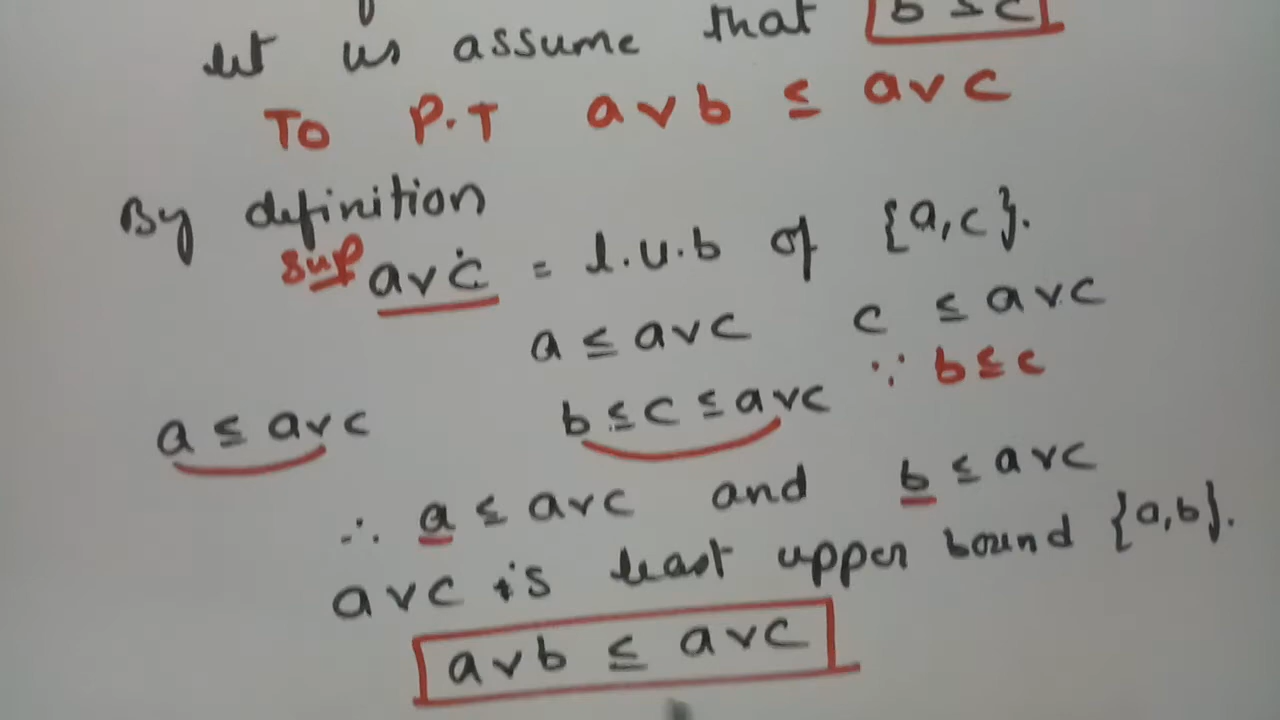 let us assume that b ≤ c
To P.T a∨b ≤ a∨c
By definition
Sup a∨c = l.u.b of {a,c}.
a ≤ a∨c c ≤ a∨c
a ≤ a∨c b ≤ c ≤ a∨c ∵ b ≤ c
∴ a ≤ a∨c and b ≤ a∨c
a∨c is least upper bound {a,b}.
a∨b ≤ a∨c